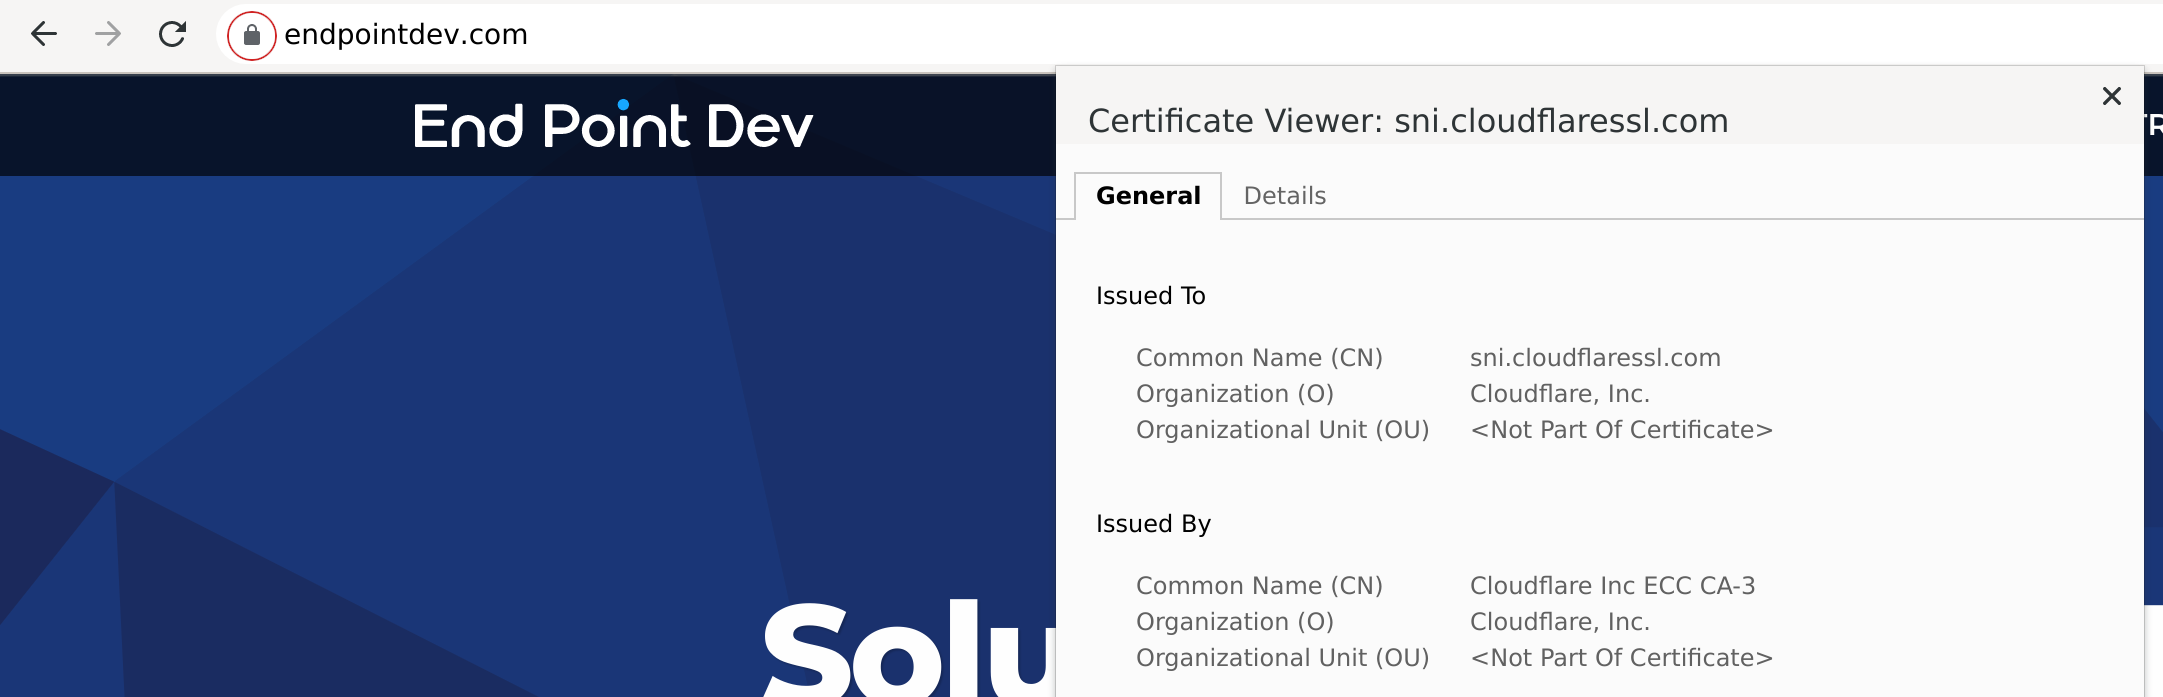 endpointdev.com
End Point Dev
Certificate Viewer: sni.cloudflaressl.com
General Details
Issued To
Common Name (CN) sni.cloudflaressl.com
Organization (O) Cloudflare, Inc.
Organizational Unit (OU) <Not Part Of Certificate>
Issued By
Common Name (CN) Cloudflare Inc ECC CA-3
Organization (O) Cloudflare, Inc.
Organizational Unit (OU) <Not Part Of Certificate>
Solu